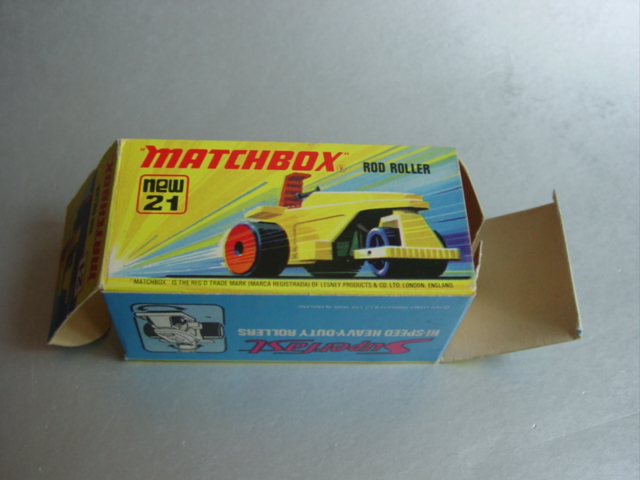 "MATCHBOX"
ROD ROLLER
new
21
"MATCHBOX" IS THE REG'D TRADE MARK (MARCA REGISTRADA) OF LESNEY PRODUCTS & CO. LTD. LONDON, ENGLAND.
Superfast
HI-SPEED HEAVY-DUTY ROLLERS